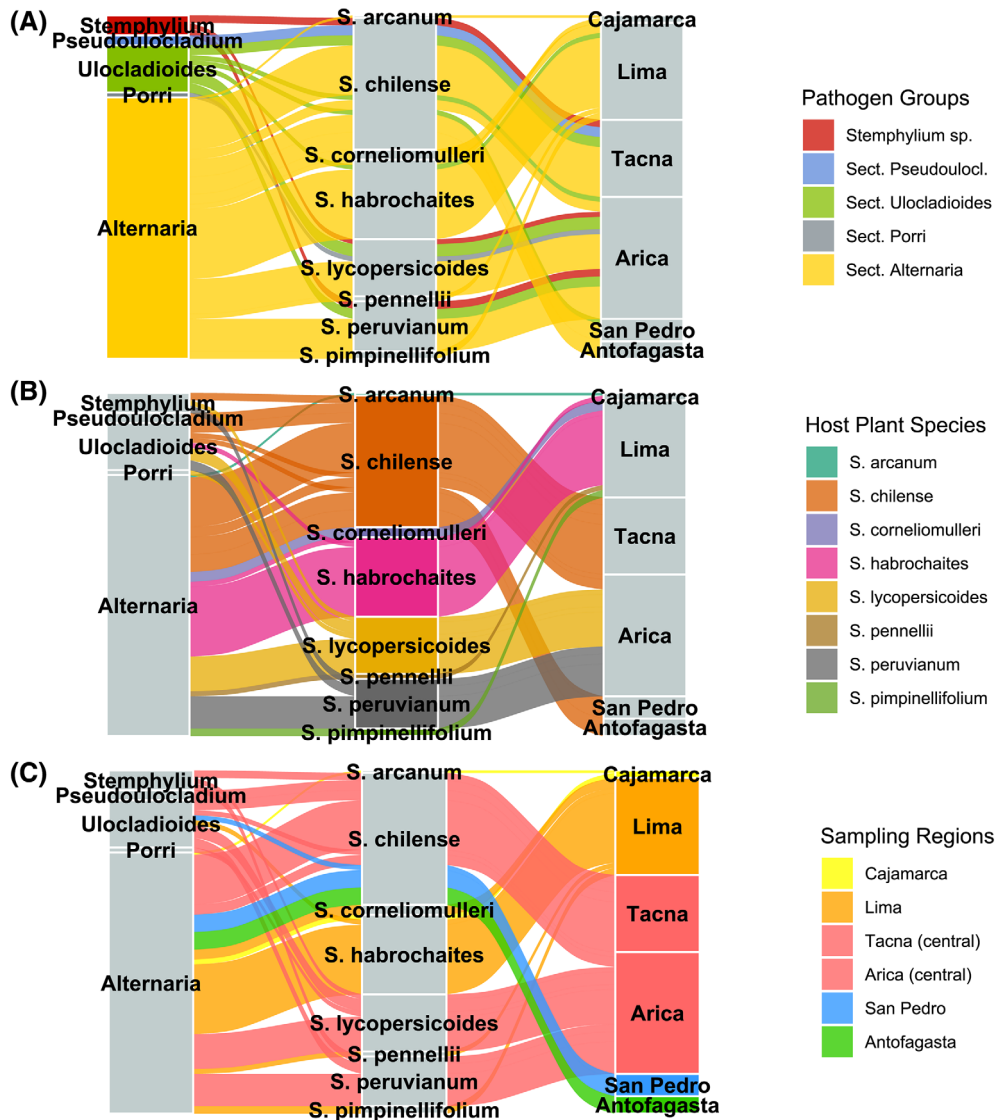 (A)
Stemphylium
Pseudoulocladium
Ulocladioides
Porri
Alternaria
S. arcanum
S. chilense
S. corneliomulleri
S. habrochaites
S. lycopersicoides
S. pennellii
S. peruvianum
S. pimpinellifolium
Cajamarca
Lima
Tacna
Arica
San Pedro
Antofagasta
Pathogen Groups
Stemphylium sp.
Sect. Pseudoulocl.
Sect. Ulocladioides
Sect. Porri
Sect. Alternaria
(B)
Stemphylium
Pseudoulocladium
Ulocladioides
Porri
Alternaria
S. arcanum
S. chilense
S. corneliomulleri
S. habrochaites
S. lycopersicoides
S. pennellii
S. peruvianum
S. pimpinellifolium
Cajamarca
Lima
Tacna
Arica
San Pedro
Antofagasta
Host Plant Species
S. arcanum
S. chilense
S. corneliomulleri
S. habrochaites
S. lycopersicoides
S. pennellii
S. peruvianum
S. pimpinellifolium
(C)
Stemphylium
Pseudoulocladium
Ulocladioides
Porri
Alternaria
S. arcanum
S. chilense
S. corneliomulleri
S. habrochaites
S. lycopersicoides
S. pennellii
S. peruvianum
S. pimpinellifolium
Cajamarca
Lima
Tacna
Arica
San Pedro
Antofagasta
Sampling Regions
Cajamarca
Lima
Tacna (central)
Arica (central)
San Pedro
Antofagasta